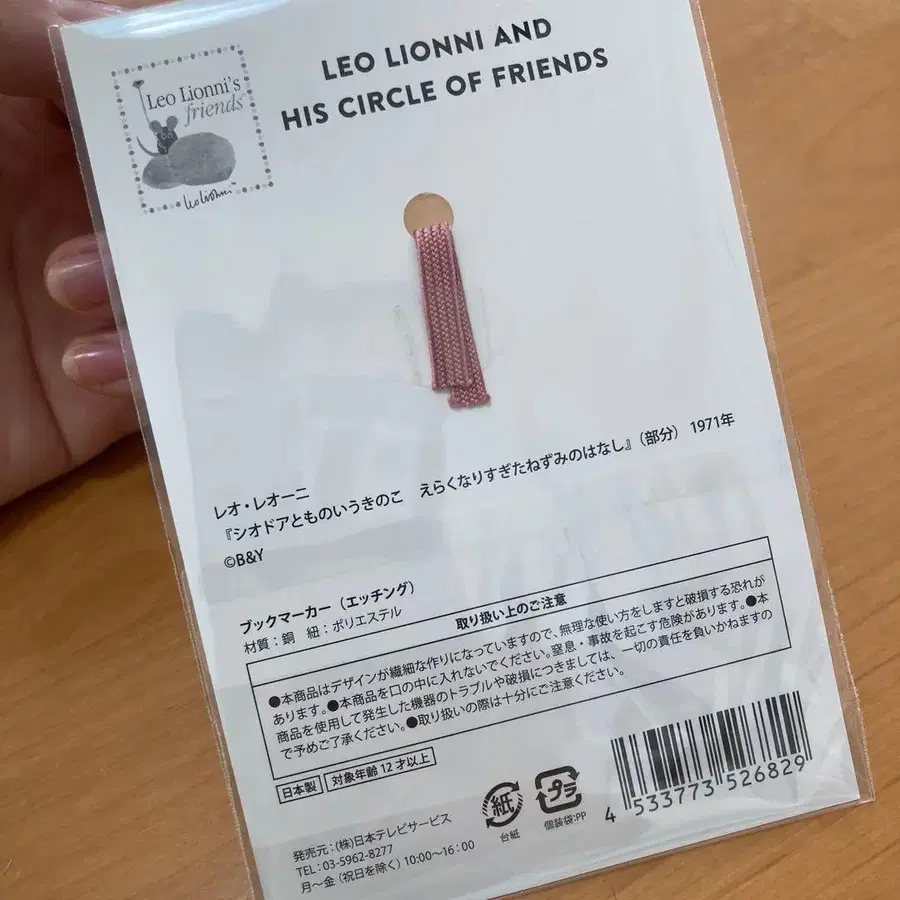 Leo Lionni's
friends
leo lionni™
LEO LIONNI AND
HIS CIRCLE OF FRIENDS
レオ・レオーニ
『シオドアとものいうきのこ えらくなりすぎたねずみのはなし』（部分） 1971年
©B&Y
ブックマーカー（エッチング）
材質：銅 紐：ポリエステル
取り扱い上のご注意
●本商品はデザインが繊細な作りになっていますので、無理な使い方をしますと破損する恐れが
あります。●本商品を口の中に入れないでください。窒息・事故を起こす危険があります。●本
商品を使用して発生した機器のトラブルや破損につきましては、一切の責任を負いかねますの
で予めご了承ください。●取り扱いの際は十分にご注意ください。
日本製 対象年齢12才以上
発売元：(株)日本テレビサービス
TEL：03-5962-8277
月～金（祝日を除く）10:00～16:00
紙
台紙
プラ
個装袋:PP
4 533773 526829